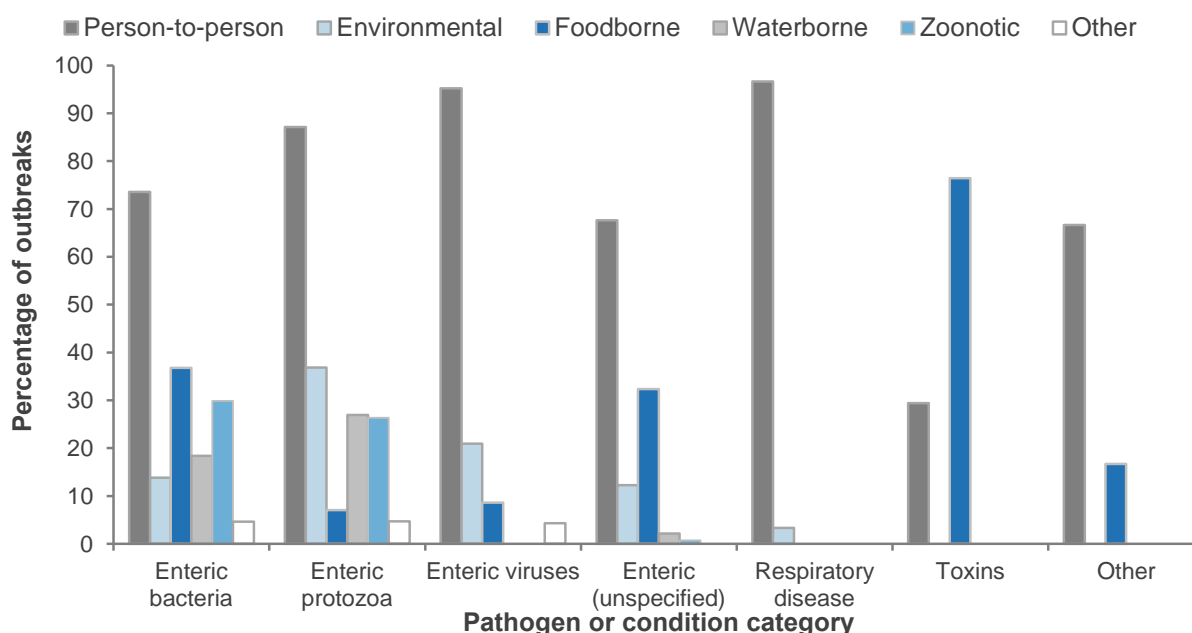 Person-to-person Environmental Foodborne Waterborne Zoonotic Other
100
90
80
70
60
50
40
30
20
10
0
Percentage of outbreaks
Enteric bacteria
Enteric protozoa
Enteric viruses
Enteric (unspecified)
Respiratory disease
Toxins
Other
Pathogen or condition category